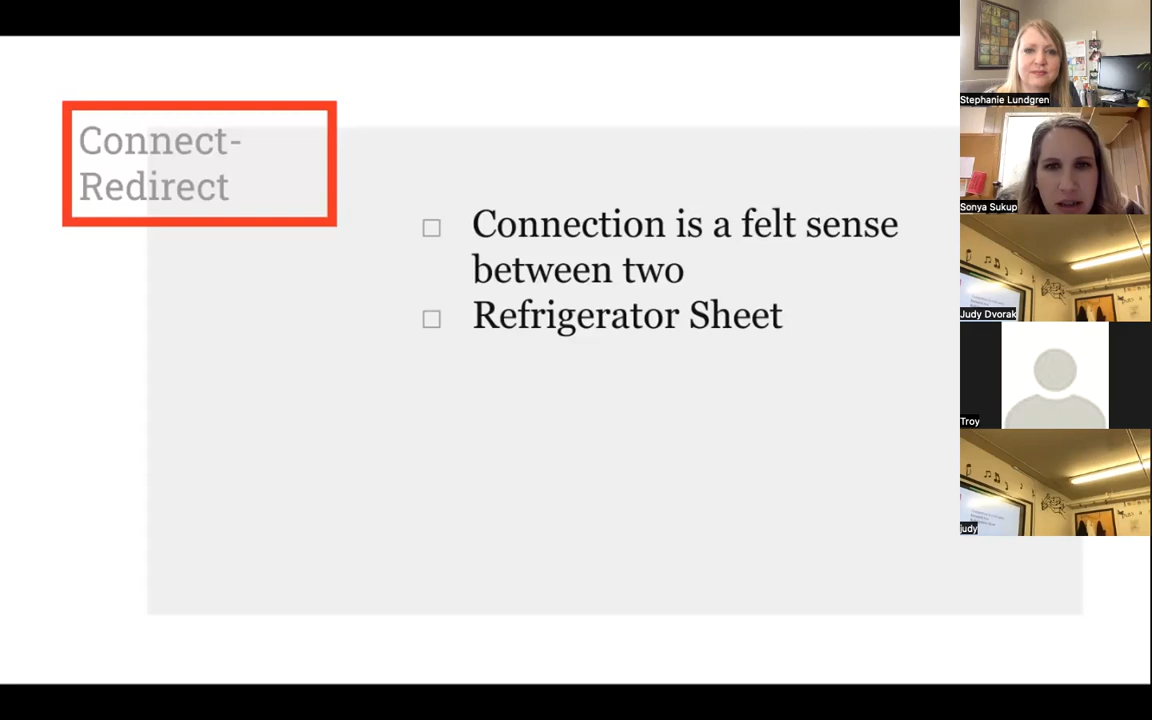 Connect-
Redirect
Connection is a felt sense
between two
Refrigerator Sheet
Stephanie Lundgren
Sonya Sukup
Judy Dvorak
Troy
judy